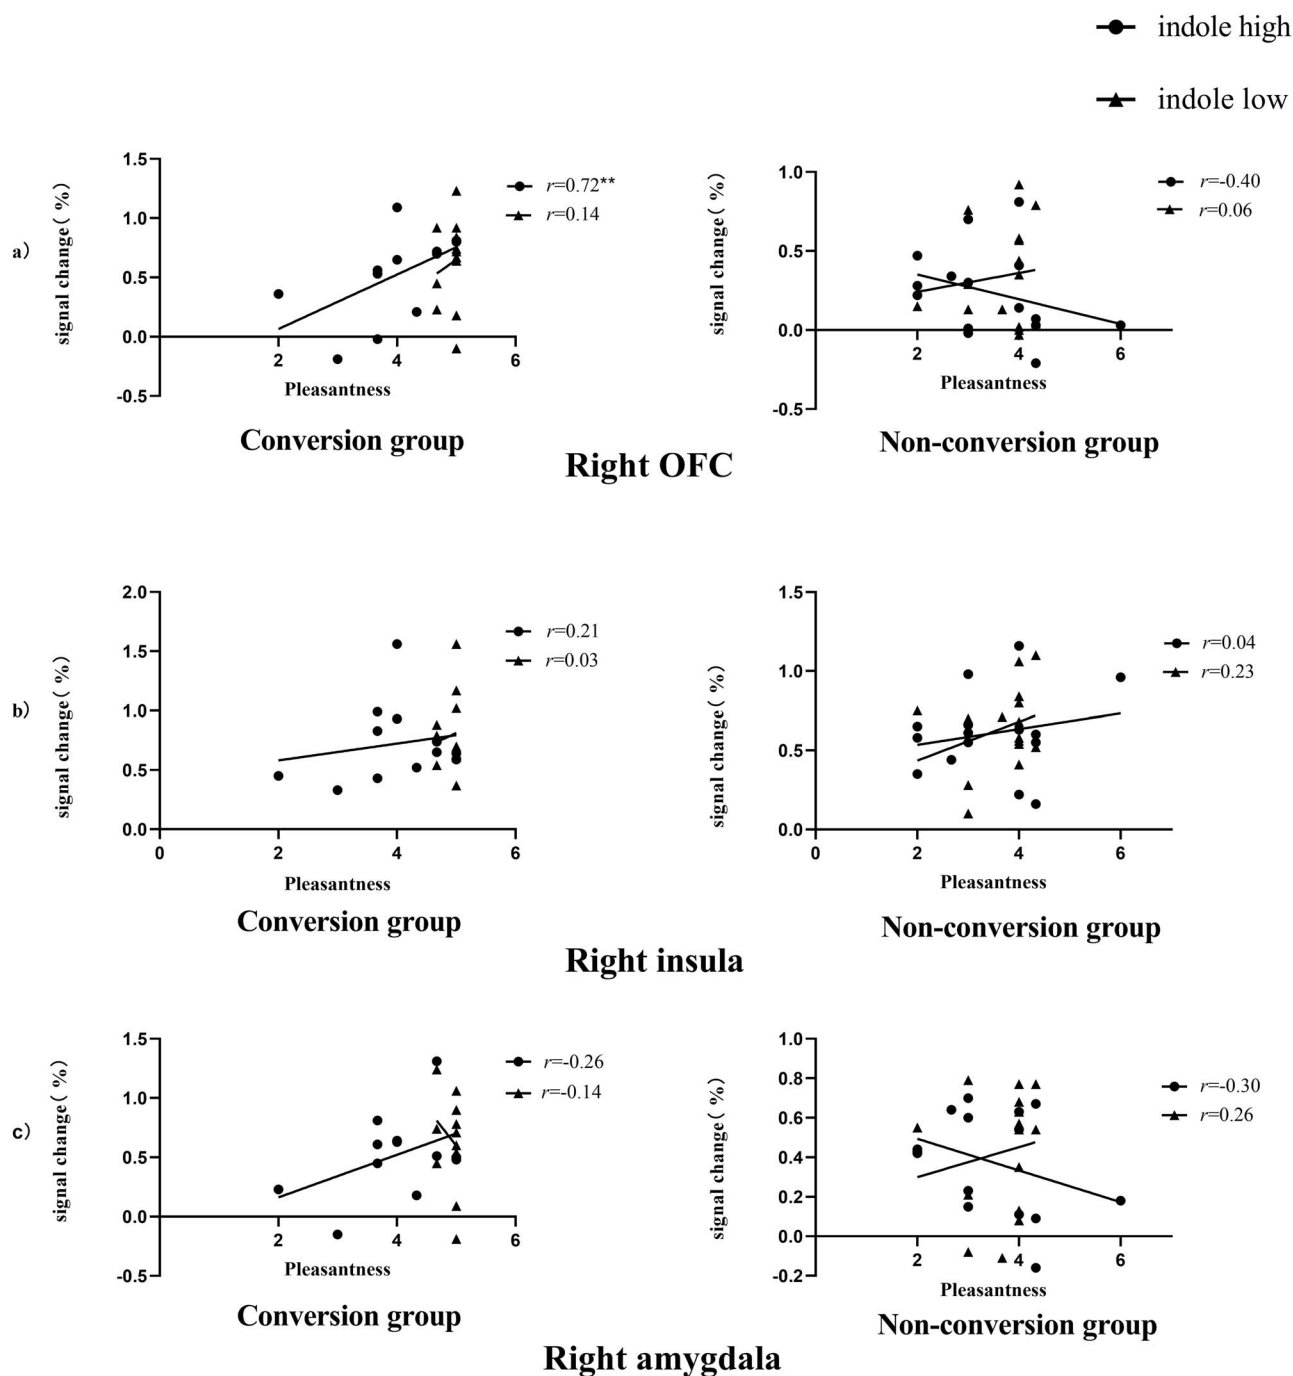 indole high
indole low
a)
signal change( %)
1.5
1.0
0.5
0.0
-0.5
2
4
6
Pleasantness
r=0.72**
r=0.14
Conversion group
signal change( %)
1.0
0.5
0.0
-0.5
2
4
6
Pleasantness
r=-0.40
r=0.06
Non-conversion group
Right OFC
b)
signal change( %)
2.0
1.5
1.0
0.5
0.0
0
2
4
6
Pleasantness
r=0.21
r=0.03
Conversion group
signal change( %)
1.5
1.0
0.5
0.0
0
2
4
6
Pleasantness
r=0.04
r=0.23
Non-conversion group
Right insula
c)
signal change( %)
1.5
1.0
0.5
0.0
-0.5
2
4
6
Pleasantness
r=-0.26
r=-0.14
Conversion group
signal change( %)
1.0
0.8
0.6
0.4
0.2
0.0
-0.2
2
4
6
Pleasantness
r=-0.30
r=0.26
Non-conversion group
Right amygdala